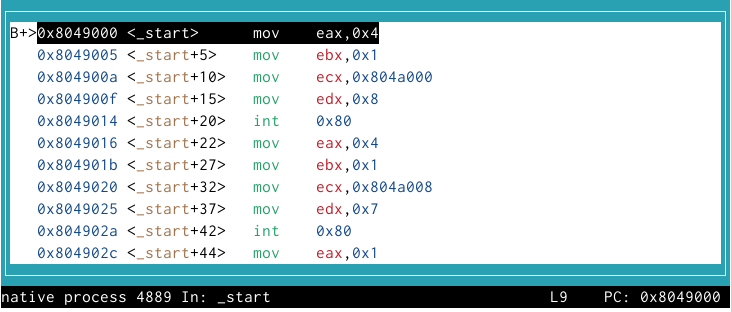 B+>0x8049000 <_start> mov eax,0x4
0x8049005 <_start+5> mov ebx,0x1
0x804900a <_start+10> mov ecx,0x804a000
0x804900f <_start+15> mov edx,0x8
0x8049014 <_start+20> int 0x80
0x8049016 <_start+22> mov eax,0x4
0x804901b <_start+27> mov ebx,0x1
0x8049020 <_start+32> mov ecx,0x804a008
0x8049025 <_start+37> mov edx,0x7
0x804902a <_start+42> int 0x80
0x804902c <_start+44> mov eax,0x1
native process 4889 In: _start L9 PC: 0x8049000